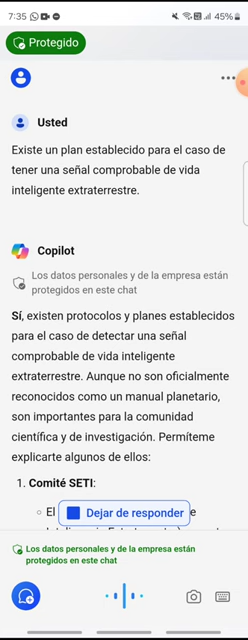 7:35 45%
Protegido
Usted
Existe un plan establecido para el caso de
tener una señal comprobable de vida
inteligente extraterrestre.
Copilot
Los datos personales y de la empresa están
protegidos en este chat
Sí, existen protocolos y planes establecidos
para el caso de detectar una señal
comprobable de vida inteligente
extraterrestre. Aunque no son oficialmente
reconocidos como un manual planetario,
son importantes para la comunidad
científica y de investigación. Permíteme
explicarte algunos de ellos:
1. Comité SETI:
El
Dejar de responder
e
Los datos personales y de la empresa están
protegidos en este chat